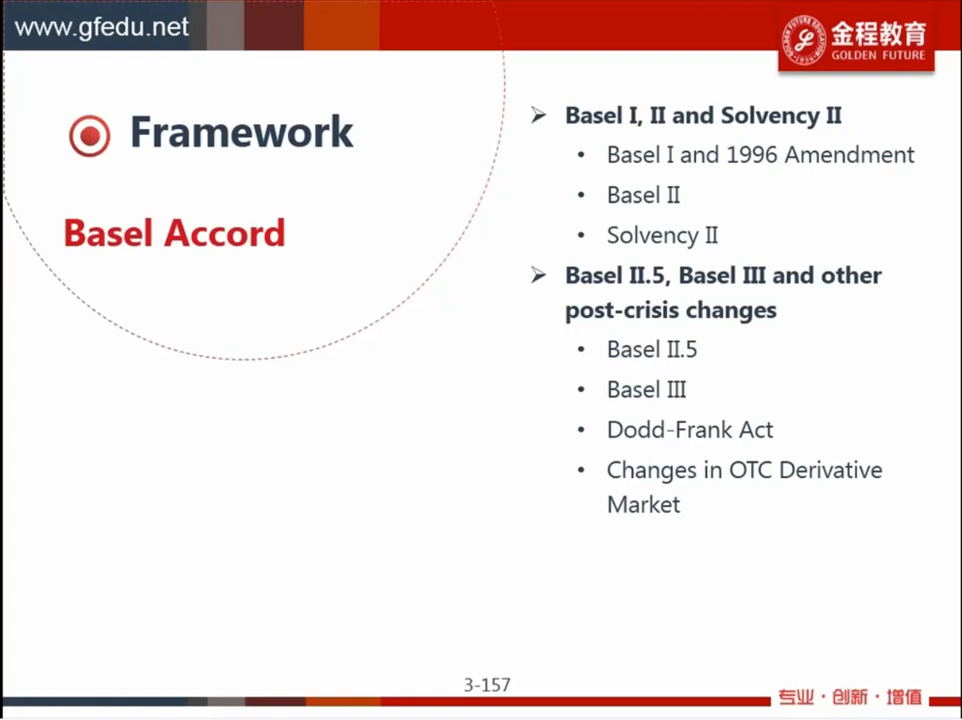 www.gfedu.net
金程教育
GOLDEN FUTURE
Framework
Basel Accord
➢ Basel I, II and Solvency II
• Basel I and 1996 Amendment
• Basel II
• Solvency II
➢ Basel II.5, Basel III and other
post-crisis changes
• Basel II.5
• Basel III
• Dodd-Frank Act
• Changes in OTC Derivative
Market
3-157
专业·创新·增值